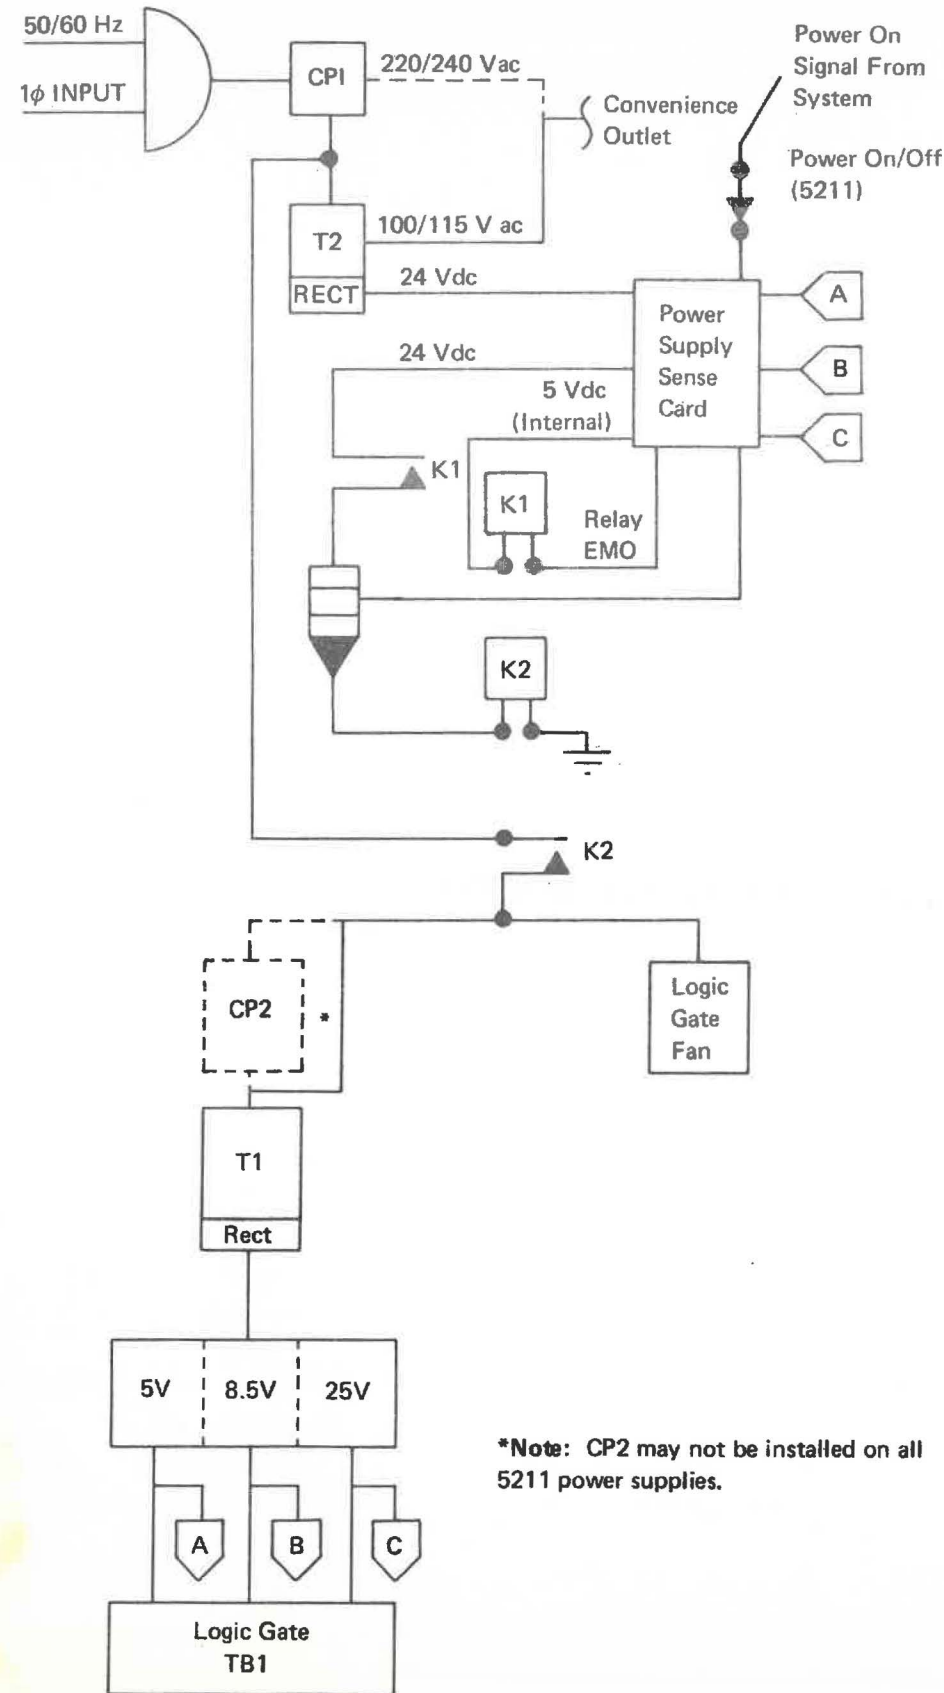 50/60 Hz
1ϕ INPUT
CP1
220/240 Vac
Convenience
Outlet
Power On
Signal From
System
Power On/Off
(5211)
T2
RECT
100/115 V ac
24 Vdc
Power
Supply
Sense
Card
A
B
C
24 Vdc
5 Vdc
(Internal)
K1
K1
Relay
EMO
K2
K2
CP2
*
Logic
Gate
Fan
T1
Rect
5V
8.5V
25V
*Note: CP2 may not be installed on all
5211 power supplies.
A
B
C
Logic Gate
TB1